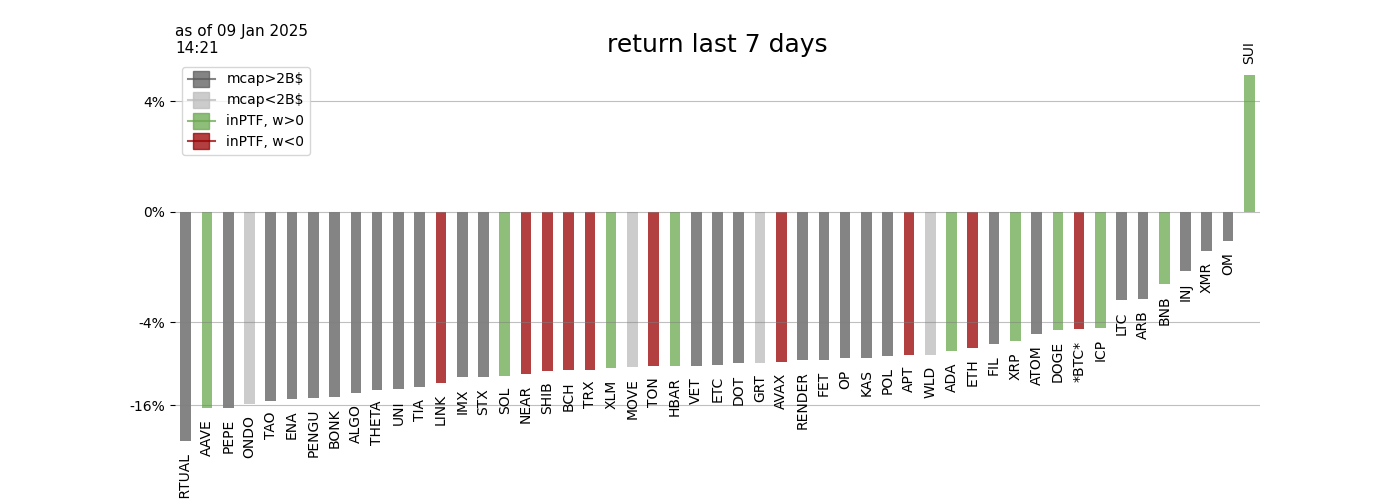 as of 09 Jan 2025
14:21
return last 7 days
mcap>2B$
mcap<2B$
inPTF, w>0
inPTF, w<0
4%
0%
-4%
-16%
RTUAL
AAVE
PEPE
ONDO
TAO
ENA
PENGU
BONK
ALGO
THETA
UNI
TIA
LINK
IMX
STX
SOL
NEAR
SHIB
BCH
TRX
XLM
MOVE
TON
HBAR
VET
ETC
DOT
GRT
AVAX
RENDER
FET
OP
KAS
POL
APT
WLD
ADA
ETH
FIL
XRP
ATOM
DOGE
*BTC*
ICP
LTC
ARB
BNB
INJ
XMR
OM
SUI